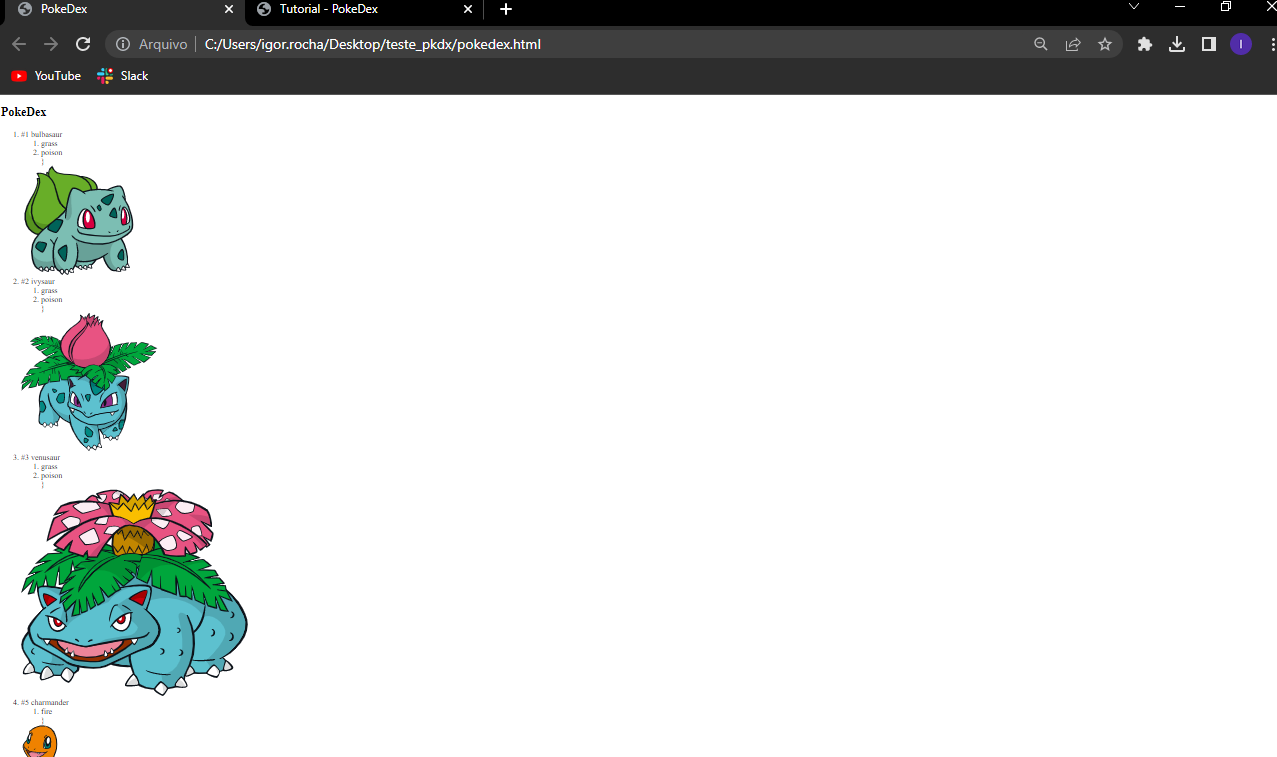 PokeDex
Tutorial - PokeDex
Arquivo
C:/Users/igor.rocha/Desktop/teste_pkdx/pokedex.html
I
YouTube
Slack
PokeDex
1. #1 bulbasaur
1. grass
2. poison
}
2. #2 ivysaur
1. grass
2. poison
}
3. #3 venusaur
1. grass
2. poison
}
4. #5 charmander
1. fire
}